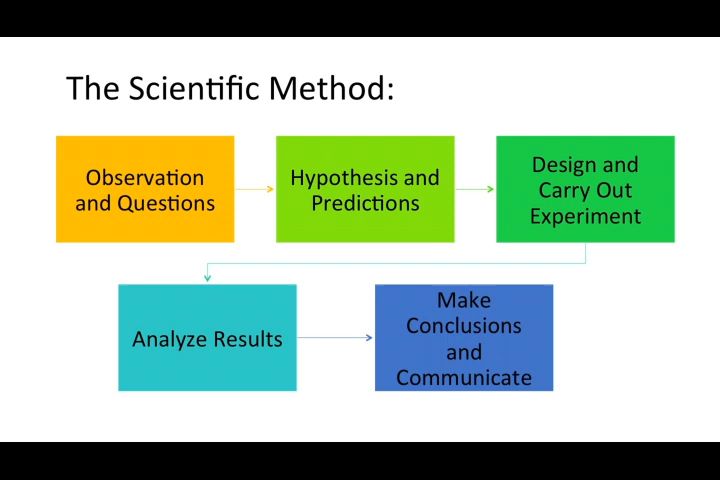 The Scientific Method:
Observation
and Questions
Hypothesis and
Predictions
Design and
Carry Out
Experiment
Analyze Results
Make
Conclusions
and
Communicate